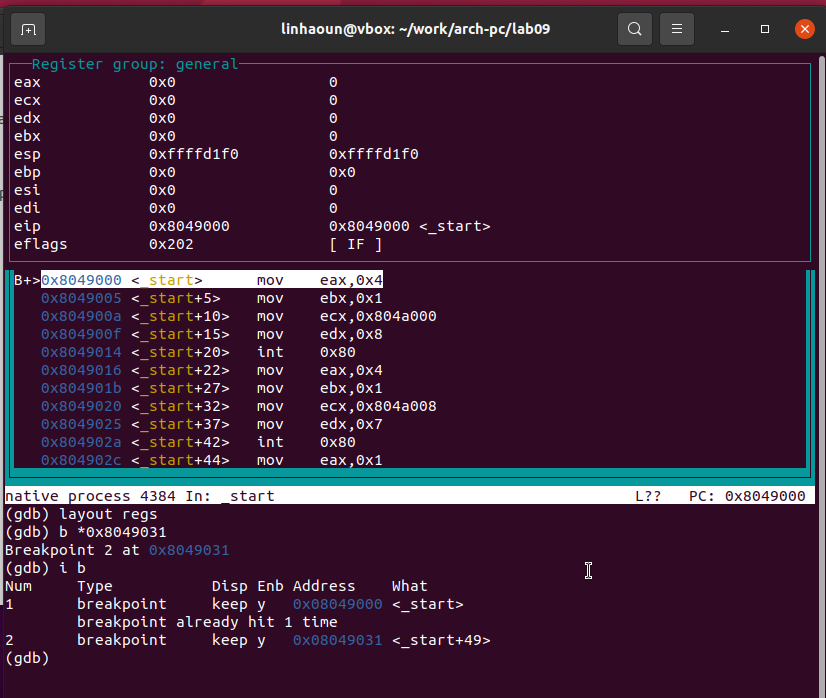 linhaoun@vbox: ~/work/arch-pc/lab09
Register group: general
eax 0x0 0
ecx 0x0 0
edx 0x0 0
ebx 0x0 0
esp 0xffffd1f0 0xffffd1f0
ebp 0x0 0x0
esi 0x0 0
edi 0x0 0
eip 0x8049000 0x8049000 <_start>
eflags 0x202 [ IF ]
B+>0x8049000 <_start> mov eax,0x4
0x8049005 <_start+5> mov ebx,0x1
0x804900a <_start+10> mov ecx,0x804a000
0x804900f <_start+15> mov edx,0x8
0x8049014 <_start+20> int 0x80
0x8049016 <_start+22> mov eax,0x4
0x804901b <_start+27> mov ebx,0x1
0x8049020 <_start+32> mov ecx,0x804a008
0x8049025 <_start+37> mov edx,0x7
0x804902a <_start+42> int 0x80
0x804902c <_start+44> mov eax,0x1
native process 4384 In: _start L?? PC: 0x8049000
(gdb) layout regs
(gdb) b *0x8049031
Breakpoint 2 at 0x8049031
(gdb) i b
Num Type Disp Enb Address What
1 breakpoint keep y 0x08049000 <_start>
breakpoint already hit 1 time
2 breakpoint keep y 0x08049031 <_start+49>
(gdb)